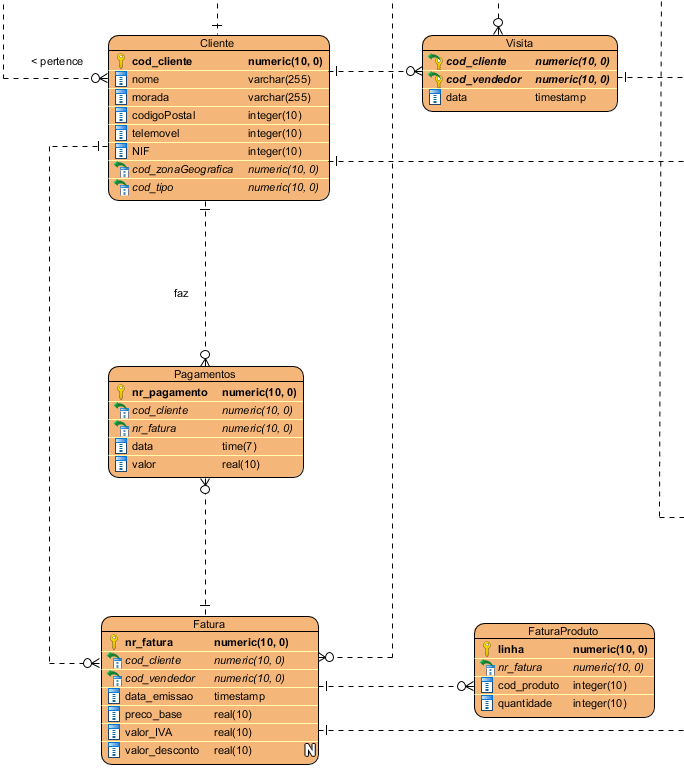 Cliente
cod_cliente numeric(10, 0)
nome varchar(255)
morada varchar(255)
codigoPostal integer(10)
telemovel integer(10)
NIF integer(10)
cod_zonaGeografica numeric(10, 0)
cod_tipo numeric(10, 0)
< pertence
Visita
cod_cliente numeric(10, 0)
cod_vendedor numeric(10, 0)
data timestamp
faz
Pagamentos
nr_pagamento numeric(10, 0)
cod_cliente numeric(10, 0)
nr_fatura numeric(10, 0)
data time(7)
valor real(10)
Fatura
nr_fatura numeric(10, 0)
cod_cliente numeric(10, 0)
cod_vendedor numeric(10, 0)
data_emissao timestamp
preco_base real(10)
valor_IVA real(10)
valor_desconto real(10) N
FaturaProduto
linha numeric(10, 0)
nr_fatura numeric(10, 0)
cod_produto integer(10)
quantidade integer(10)